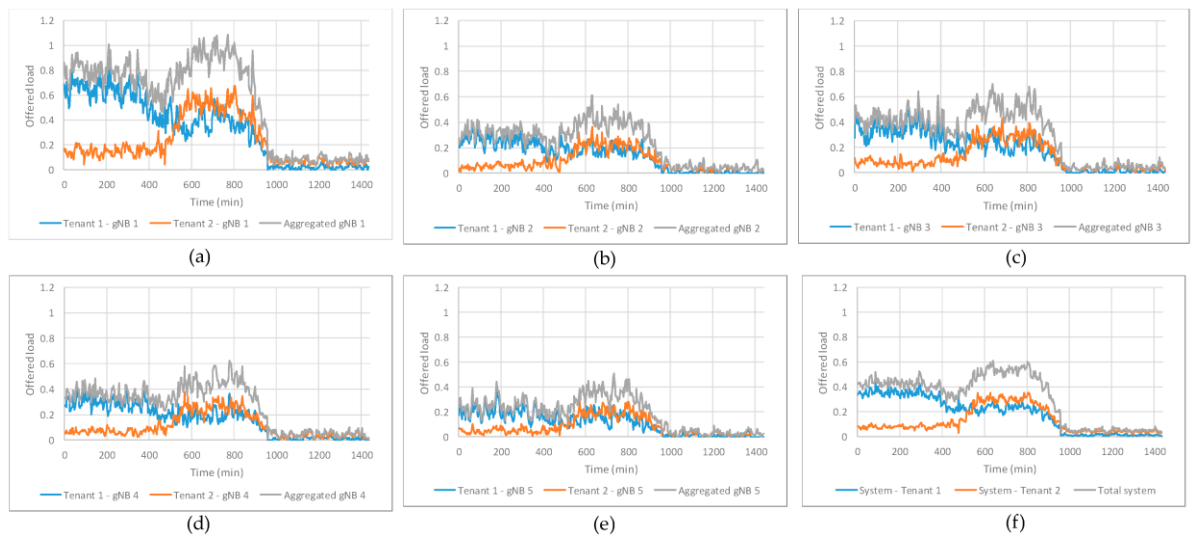 1.2
1
0.8
0.6
0.4
0.2
0
Offered load
0 200 400 600 800 1000 1200 1400
Time (min)
Tenant 1 - gNB 1 Tenant 2 - gNB 1 Aggregated gNB 1
(a)
1.2
1
0.8
0.6
0.4
0.2
0
Offered load
0 200 400 600 800 1000 1200 1400
Time (min)
Tenant 1 - gNB 2 Tenant 2 - gNB 2 Aggregated gNB 2
(b)
1.2
1
0.8
0.6
0.4
0.2
0
Offered load
0 200 400 600 800 1000 1200 1400
Time (min)
Tenant 1 - gNB 3 Tenant 2 - gNB 3 Aggregated gNB 3
(c)
1.2
1
0.8
0.6
0.4
0.2
0
Offered load
0 200 400 600 800 1000 1200 1400
Time (min)
Tenant 1 - gNB 4 Tenant 2 - gNB 4 Aggregated gNB 4
(d)
1.2
1
0.8
0.6
0.4
0.2
0
Offered load
0 200 400 600 800 1000 1200 1400
Time (min)
Tenant 1 - gNB 5 Tenant 2 - gNB 5 Aggregated gNB 5
(e)
1.2
1
0.8
0.6
0.4
0.2
0
Offered load
0 200 400 600 800 1000 1200 1400
Time (min)
System - Tenant 1 System - Tenant 2 Total system
(f)